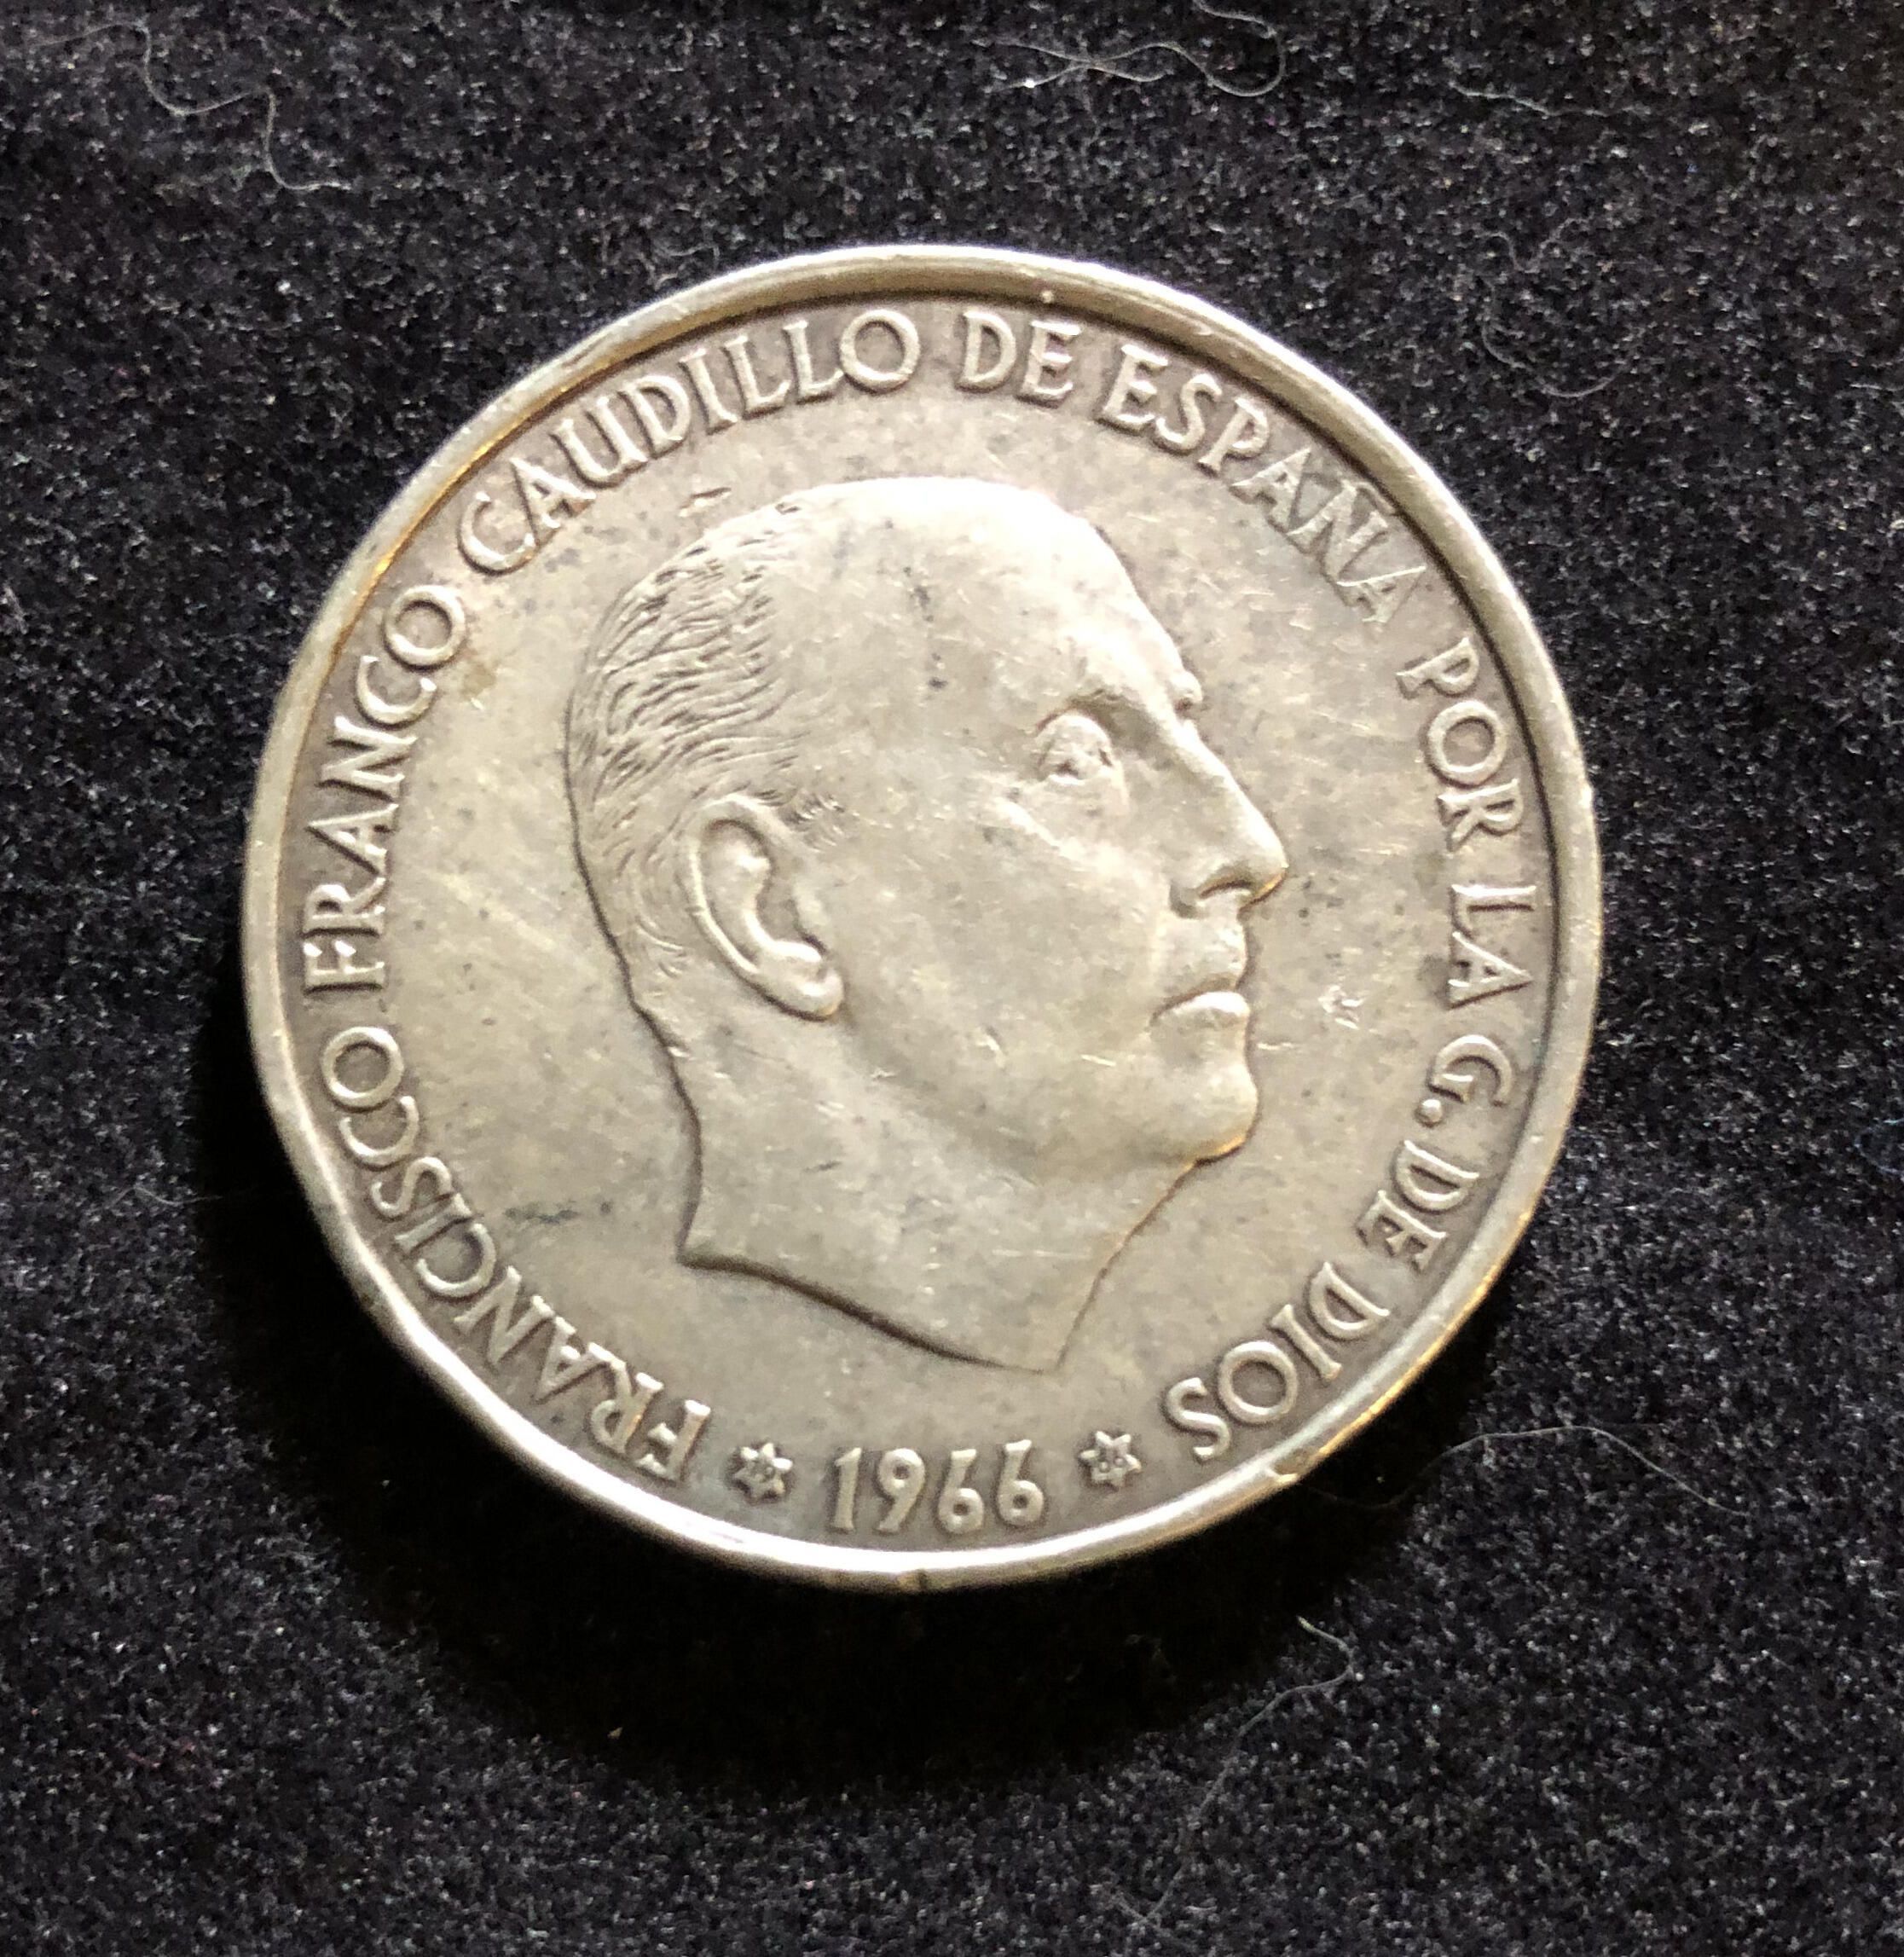 FRANCISCO FRANCO CAUDILLO DE ESPAÑA POR LA G. DE DIOS
1966